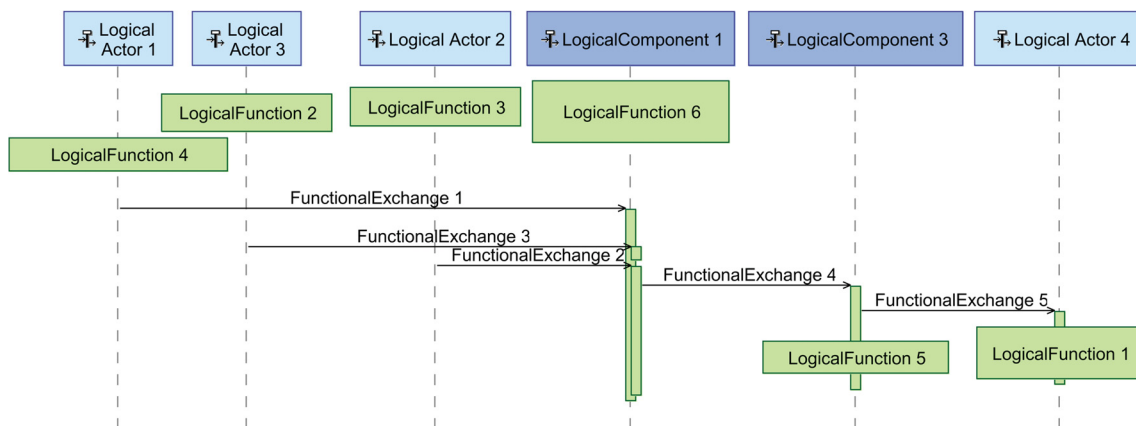 Logical
Actor 1
Logical
Actor 3
Logical Actor 2
LogicalComponent 1
LogicalComponent 3
Logical Actor 4
LogicalFunction 4
LogicalFunction 2
LogicalFunction 3
LogicalFunction 6
FunctionalExchange 1
FunctionalExchange 3
FunctionalExchange 2
FunctionalExchange 4
FunctionalExchange 5
LogicalFunction 5
LogicalFunction 1